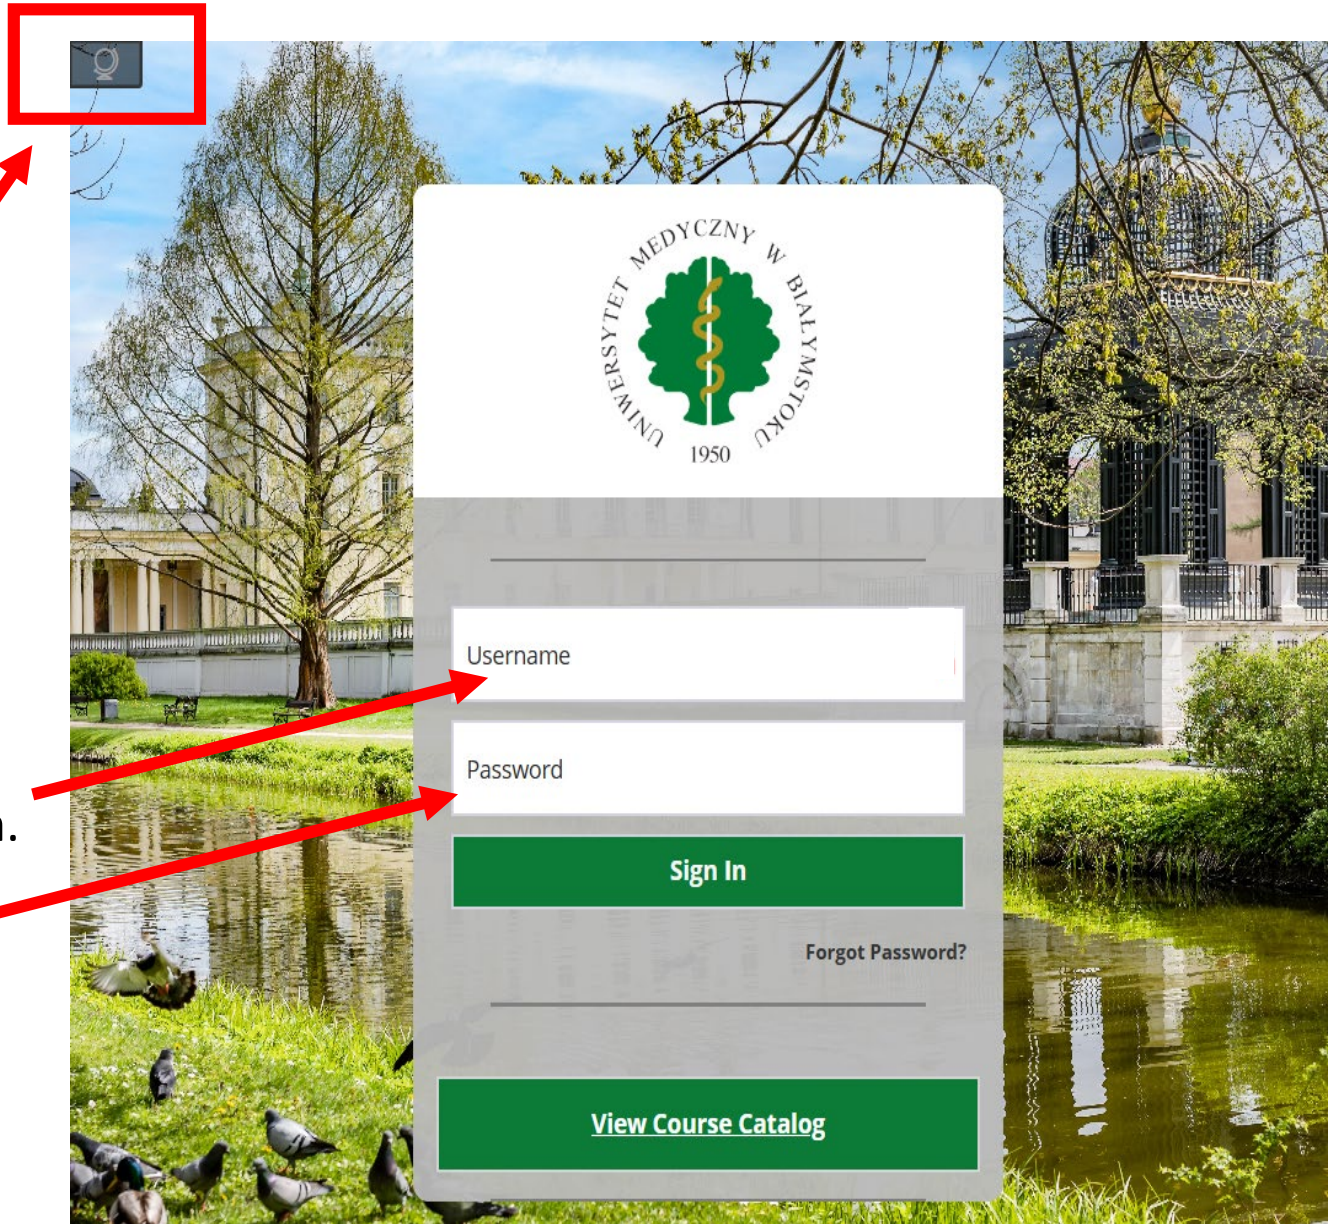 UNIWERSYTET MEDYCZNY W BIAŁYMSTOKU
1950
Username
Password
Sign In
Forgot Password?
View Course Catalog